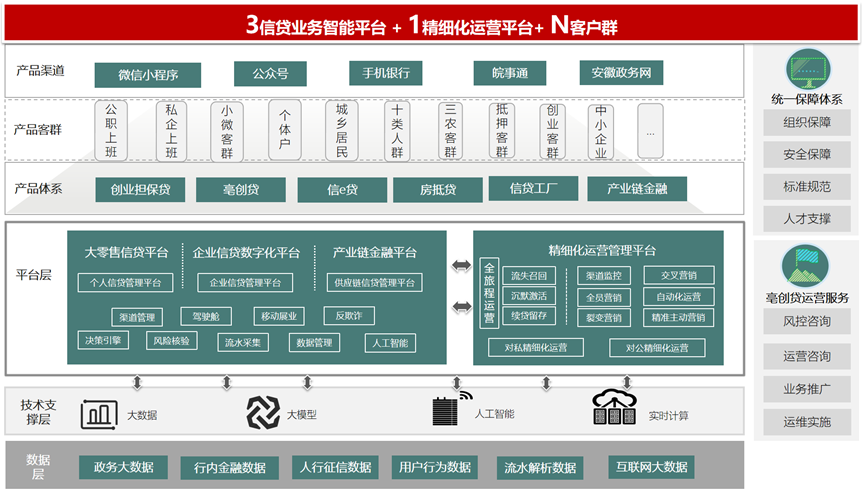 3信贷业务智能平台 + 1精细化运营平台+ N客户群
产品渠道
微信小程序
公众号
手机银行
皖事通
安徽政务网
产品客群
公职上班
私企上班
小微客群
个体户
城乡居民
十类人群
三农客群
抵押客群
创业客群
中小企业
...
产品体系
创业担保贷
亳创贷
信e贷
房抵贷
信贷工厂
产业链金融
平台层
大零售信贷平台
企业信贷数字化平台
产业链金融平台
个人信贷管理平台
企业信贷管理平台
供应链信贷管理平台
渠道管理
驾驶舱
移动展业
反欺诈
决策引擎
风险核验
流水采集
数据管理
人工智能
精细化运营管理平台
全旅程运营
流失召回
沉默激活
续贷留存
渠道监控
全员营销
裂变营销
交叉营销
自动化运营
精准主动营销
对私精细化运营
对公精细化运营
技术支
撑层
大数据
大模型
人工智能
实时计算
数据
层
政务大数据
行内金融数据
人行征信数据
用户行为数据
流水解析数据
互联网大数据
统一保障体系
组织保障
安全保障
标准规范
人才支撑
亳创贷运营服务
风控咨询
运营咨询
业务推广
运维实施